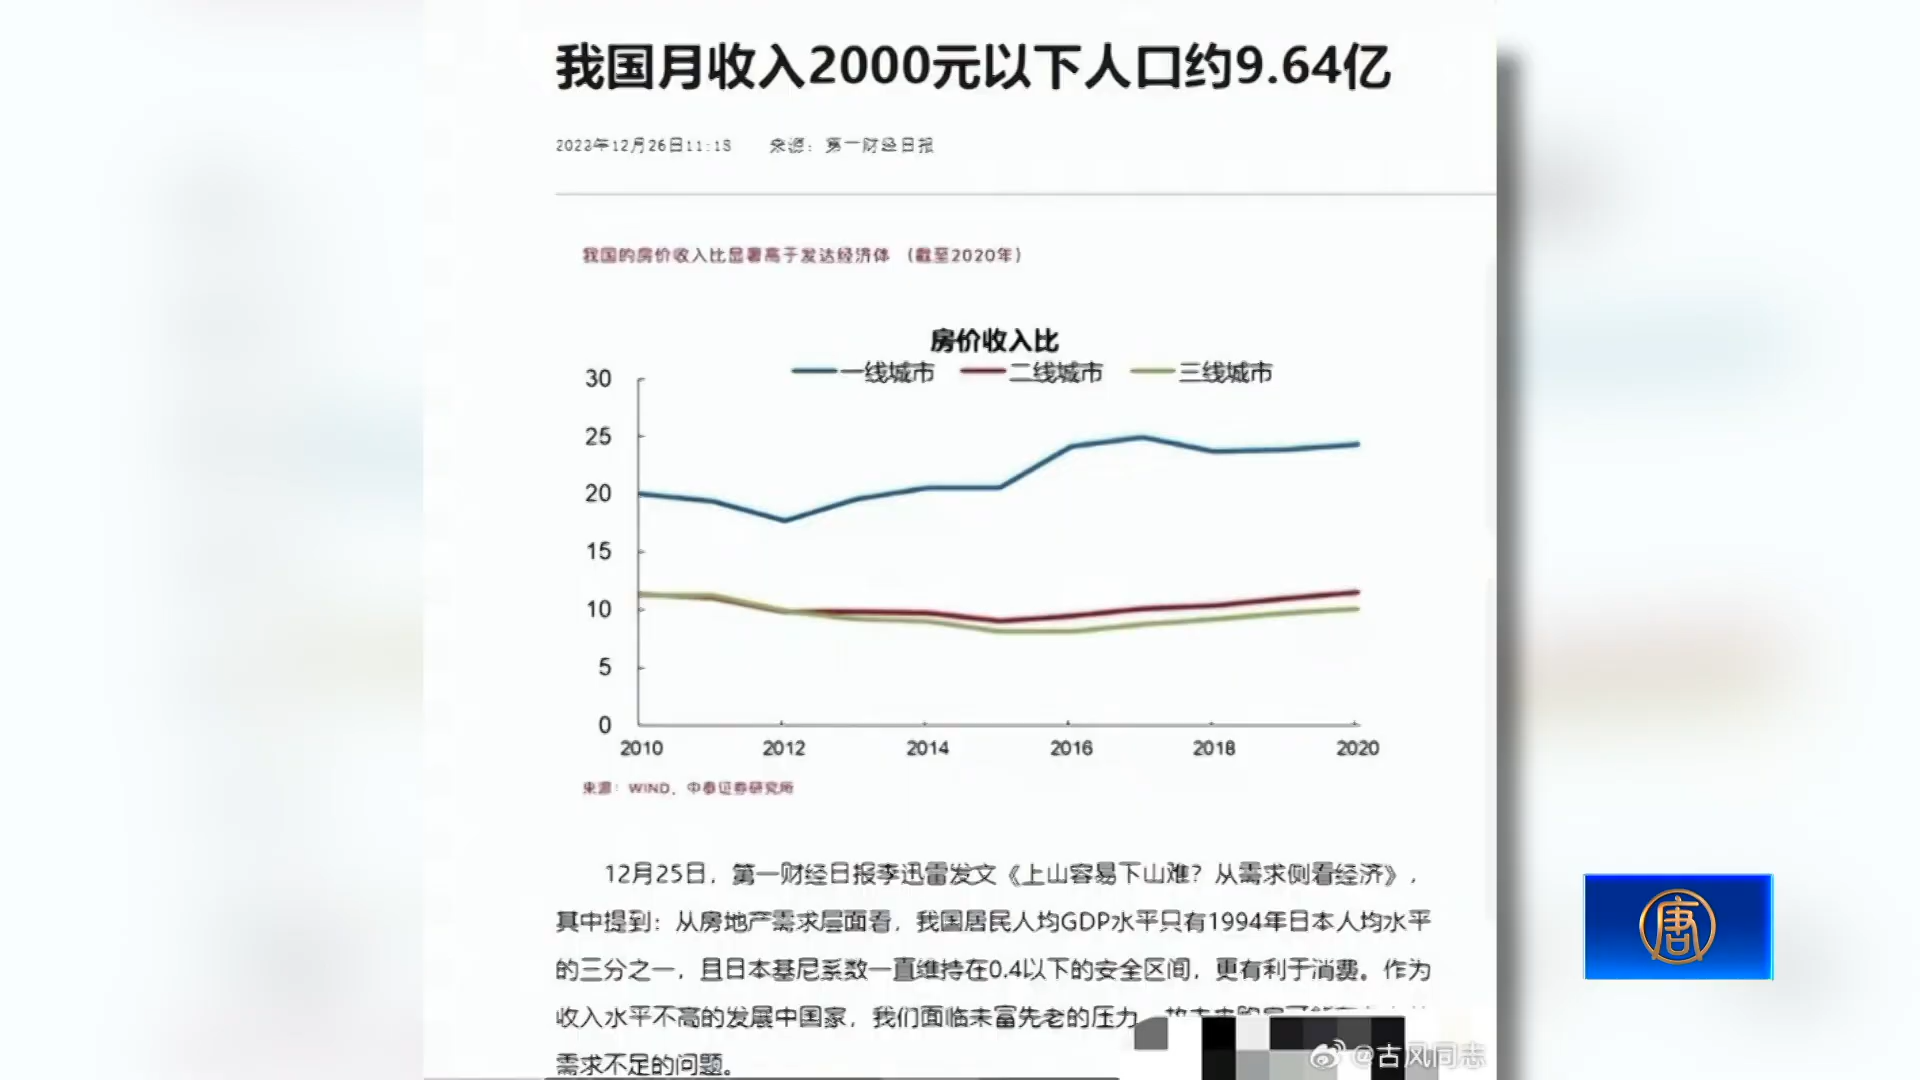 我国月收入2000元以下人口约9.64亿
2023年12月26日11:13 来源：第一财经日报
我国的房价收入比显著高于发达经济体 （截至2020年）
房价收入比
一线城市 二线城市 三线城市
30
25
20
15
10
5
0
2010 2012 2014 2016 2018 2020
来源：WIND，中泰证券研究所
12月25日，第一财经日报李迅雷发文《上山容易下山难？从需求侧看经济》，
其中提到：从房地产需求层面看，我国居民人均GDP水平只有1994年日本人均水平
的三分之一，且日本基尼系数一直维持在0.4以下的安全区间，更有利于消费。作为
收入水平不高的发展中国家，我们面临未富先老的压力，
需求不足的问题。
@古风同志
唐